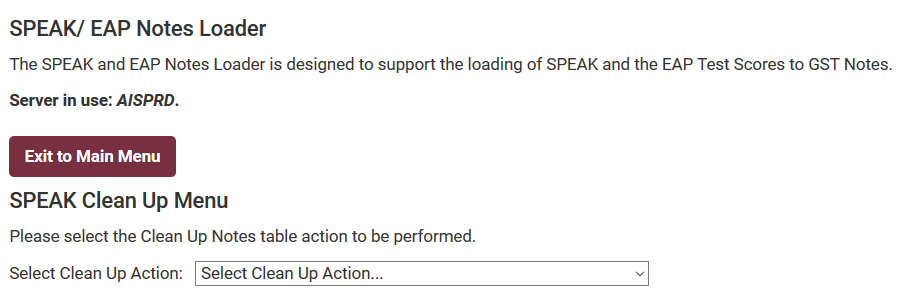 SPEAK/ EAP Notes Loader
The SPEAK and EAP Notes Loader is designed to support the loading of SPEAK and the EAP Test Scores to GST Notes.
Server in use: AISPRD.
Exit to Main Menu
SPEAK Clean Up Menu
Please select the Clean Up Notes table action to be performed.
Select Clean Up Action: Select Clean Up Action...